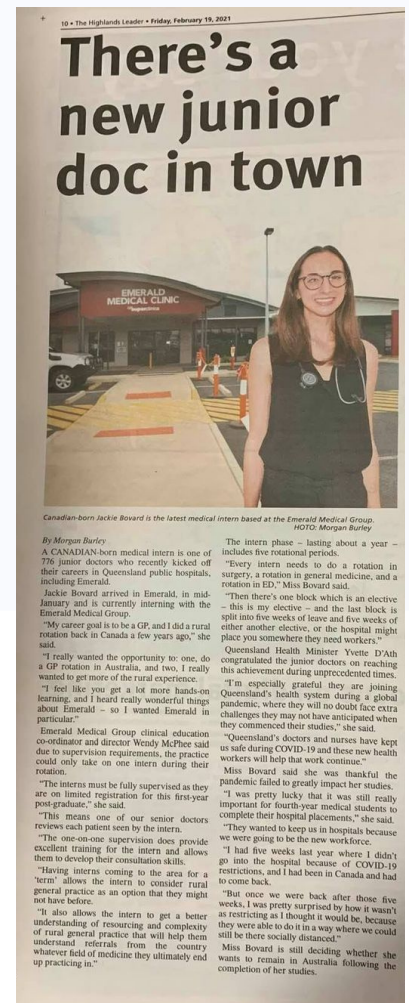 10 • The Highlands Leader • Friday, February 19, 2021
There's a
new junior
doc in town
EMERALD
MEDICAL CLINIC
Canadian-born Jackie Bovard is the latest medical intern based at the Emerald Medical Group.
HOTO: Morgan Burley
By Morgan Burley
A CANADIAN-born medical intern is one of
776 junior doctors who recently kicked off
their careers in Queensland public hospitals,
including Emerald.
Jackie Bovard arrived in Emerald, in mid-
January and is currently interning with the
Emerald Medical Group.
"My career goal is to be a GP, and I did a rural
rotation back in Canada a few years ago," she
said.
"I really wanted the opportunity to: one, do
a GP rotation in Australia, and two, I really
wanted to get more of the rural experience.
"I feel like you get a lot more hands-on
learning, and I heard really wonderful things
about Emerald – so I wanted Emerald in
particular."
Emerald Medical Group clinical education
co-ordinator and director Wendy McPhee said
due to supervision requirements, the practice
could only take on one intern during their
rotation.
"The interns must be fully supervised as they
are on limited registration for this first-year
post-graduate," she said.
"This means one of our senior doctors
reviews each patient seen by the intern.
"The one-on-one supervision does provide
excellent training for the intern and allows
them to develop their consultation skills.
"Having interns coming to the area for a
'term' allows the intern to consider rural
general practice as an option that they might
not have before.
"It also allows the intern to get a better
understanding of resourcing and complexity
of rural general practice that will help them
understand referrals from the country
whatever field of medicine they ultimately end
up practicing in."
The intern phase – lasting about a year –
includes five rotational periods.
"Every intern needs to do a rotation in
surgery, a rotation in general medicine, and a
rotation in ED," Miss Bovard said.
"Then there's one block which is an elective
– this is my elective – and the last block is
split into five weeks of leave and five weeks of
either another elective, or the hospital might
place you somewhere they need workers."
Queensland Health Minister Yvette D'Ath
congratulated the junior doctors on reaching
this achievement during unprecedented times.
"I'm especially grateful they are joining
Queensland's health system during a global
pandemic, where they will no doubt face extra
challenges they may not have anticipated when
they commenced their studies," she said.
"Queensland's doctors and nurses have kept
us safe during COVID-19 and these new health
workers will help that work continue."
Miss Bovard said she was thankful the
pandemic failed to greatly impact her studies.
"I was pretty lucky that it was still really
important for fourth-year medical students to
complete their hospital placements," she said.
"They wanted to keep us in hospitals because
we were going to be the new workforce.
"I had five weeks last year where I didn't
go into the hospital because of COVID-19
restrictions, and I had been in Canada and had
to come back.
"But once we were back after those five
weeks, I was pretty surprised by how it wasn't
as restricting as I thought it would be, because
they were able to do it in a way where we could
still be there socially distanced."
Miss Bovard is still deciding whether she
wants to remain in Australia following the
completion of her studies.